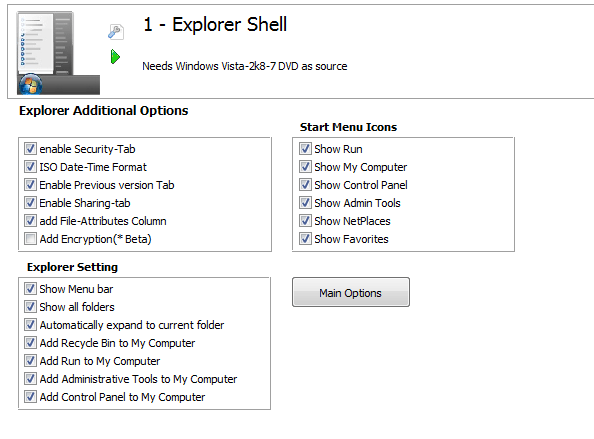 1 - Explorer Shell
Needs Windows Vista-2k8-7 DVD as source
Explorer Additional Options
enable Security-Tab
ISO Date-Time Format
Enable Previous version Tab
Enable Sharing-tab
add File-Attributes Column
Add Encryption(* Beta)
Start Menu Icons
Show Run
Show My Computer
Show Control Panel
Show Admin Tools
Show NetPlaces
Show Favorites
Explorer Setting
Show Menu bar
Show all folders
Automatically expand to current folder
Add Recycle Bin to My Computer
Add Run to My Computer
Add Administrative Tools to My Computer
Add Control Panel to My Computer
Main Options